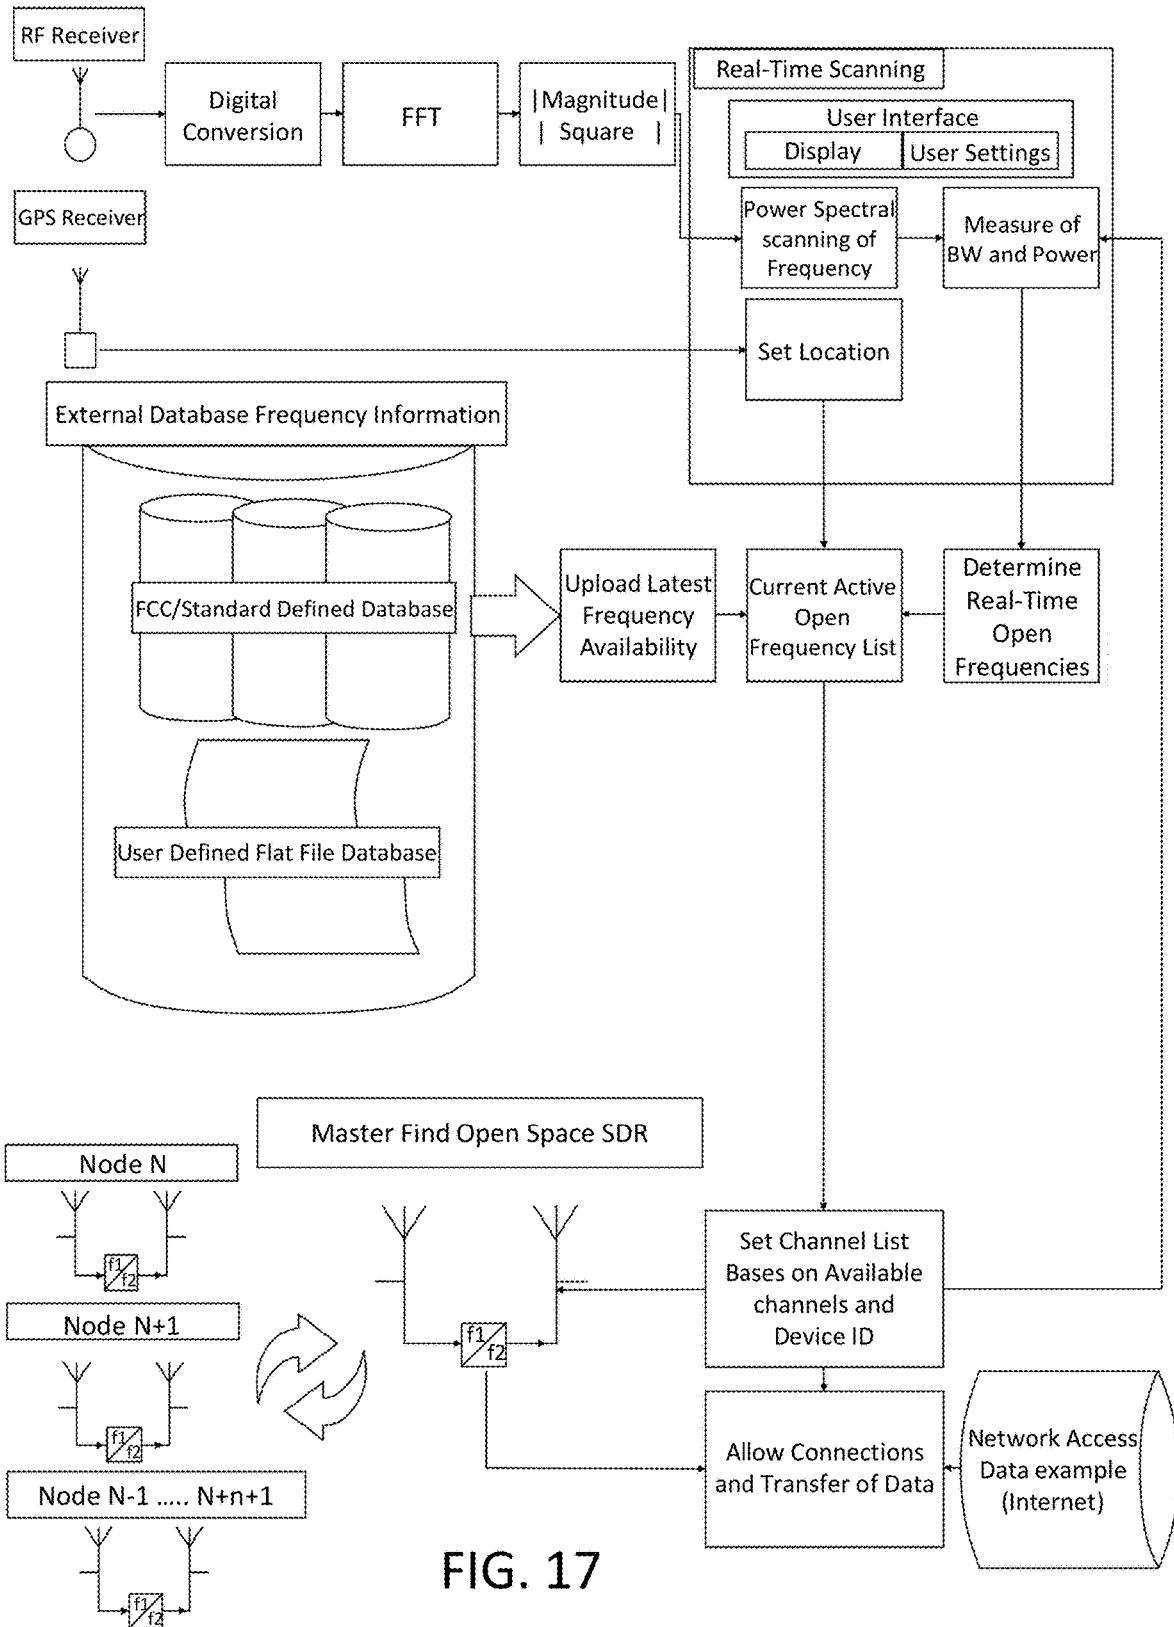 RF Receiver
Digital
Conversion
FFT
|Magnitude|
| Square |
Real-Time Scanning
User Interface
Display
User Settings
GPS Receiver
Power Spectral
scanning of
Frequency
Measure of
BW and Power
Set Location
External Database Frequency Information
FCC/Standard Defined Database
Upload Latest
Frequency
Availability
Current Active
Open
Frequency List
Determine
Real-Time
Open
Frequencies
User Defined Flat File Database
Master Find Open Space SDR
Node N
f1
f2
Node N+1
f1
f2
Node N-1 ..... N+n+1
f1
f2
f1
f2
Set Channel List
Bases on Available
channels and
Device ID
Allow Connections
and Transfer of Data
Network Access
Data example
(Internet)
FIG. 17